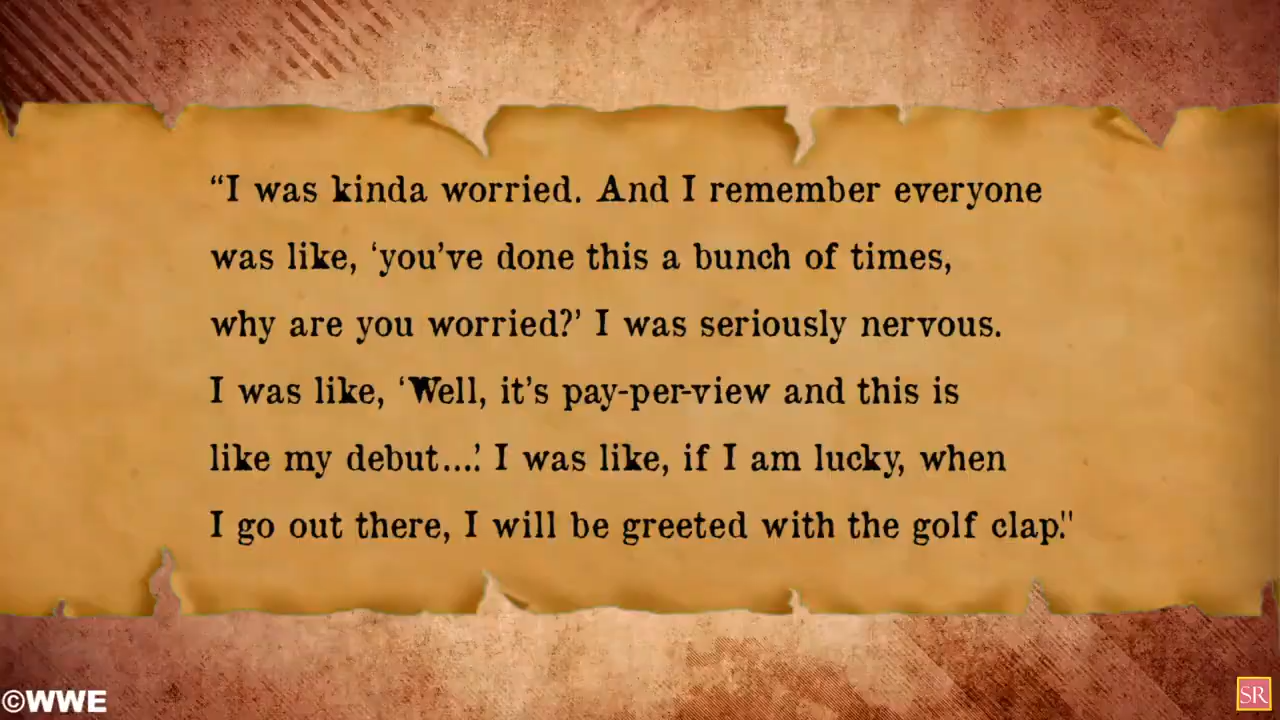 “I was kinda worried. And I remember everyone
was like, ‘you’ve done this a bunch of times,
why are you worried?’ I was seriously nervous.
I was like, ‘Well, it’s pay-per-view and this is
like my debut...’ I was like, if I am lucky, when
I go out there, I will be greeted with the golf clap."
©WWE
SR